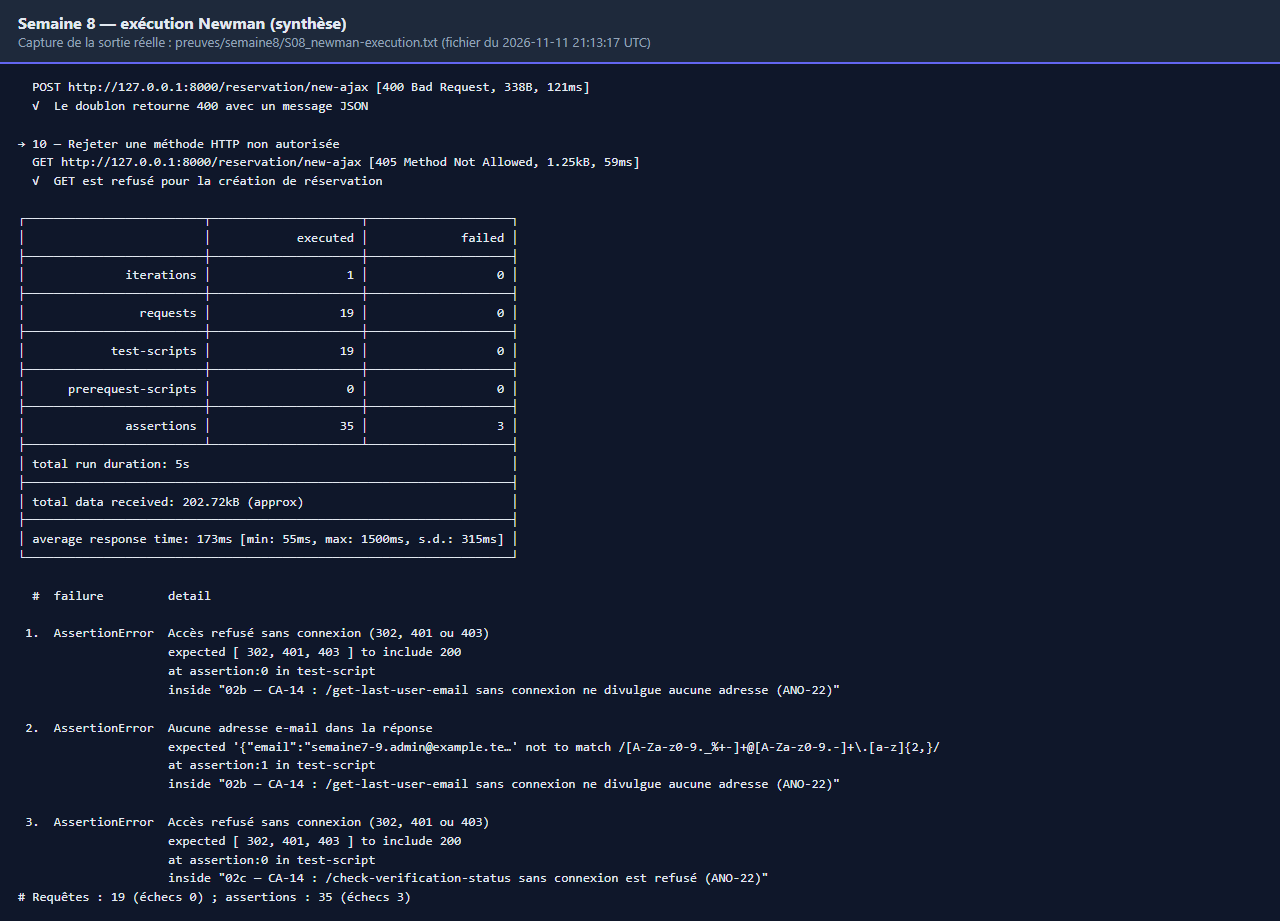 Semaine 8 — exécution Newman (synthèse)
Capture de la sortie réelle : preuves/semaine8/S08_newman-execution.txt (fichier du 2026-11-11 21:13:17 UTC)
POST http://127.0.0.1:8000/reservation/new-ajax [400 Bad Request, 338B, 121ms]
√ Le doublon retourne 400 avec un message JSON
→ 10 — Rejeter une méthode HTTP non autorisée
GET http://127.0.0.1:8000/reservation/new-ajax [405 Method Not Allowed, 1.25kB, 59ms]
√ GET est refusé pour la création de réservation
executed failed
iterations 1 0
requests 19 0
test-scripts 19 0
prerequest-scripts 0 0
assertions 35 3
total run duration: 5s
total data received: 202.72kB (approx)
average response time: 173ms [min: 55ms, max: 1500ms, s.d.: 315ms]
# failure detail
1. AssertionError Accès refusé sans connexion (302, 401 ou 403)
expected [ 302, 401, 403 ] to include 200
at assertion:0 in test-script
inside "02b — CA-14 : /get-last-user-email sans connexion ne divulgue aucune adresse (ANO-22)"
2. AssertionError Aucune adresse e-mail dans la réponse
expected '{"email":"semaine7-9.admin@example.te…' not to match /[A-Za-z0-9._%+-]+@[A-Za-z0-9.-]+\.[a-z]{2,}/
at assertion:1 in test-script
inside "02b — CA-14 : /get-last-user-email sans connexion ne divulgue aucune adresse (ANO-22)"
3. AssertionError Accès refusé sans connexion (302, 401 ou 403)
expected [ 302, 401, 403 ] to include 200
at assertion:0 in test-script
inside "02c — CA-14 : /check-verification-status sans connexion est refusé (ANO-22)"
# Requêtes : 19 (échecs 0) ; assertions : 35 (échecs 3)